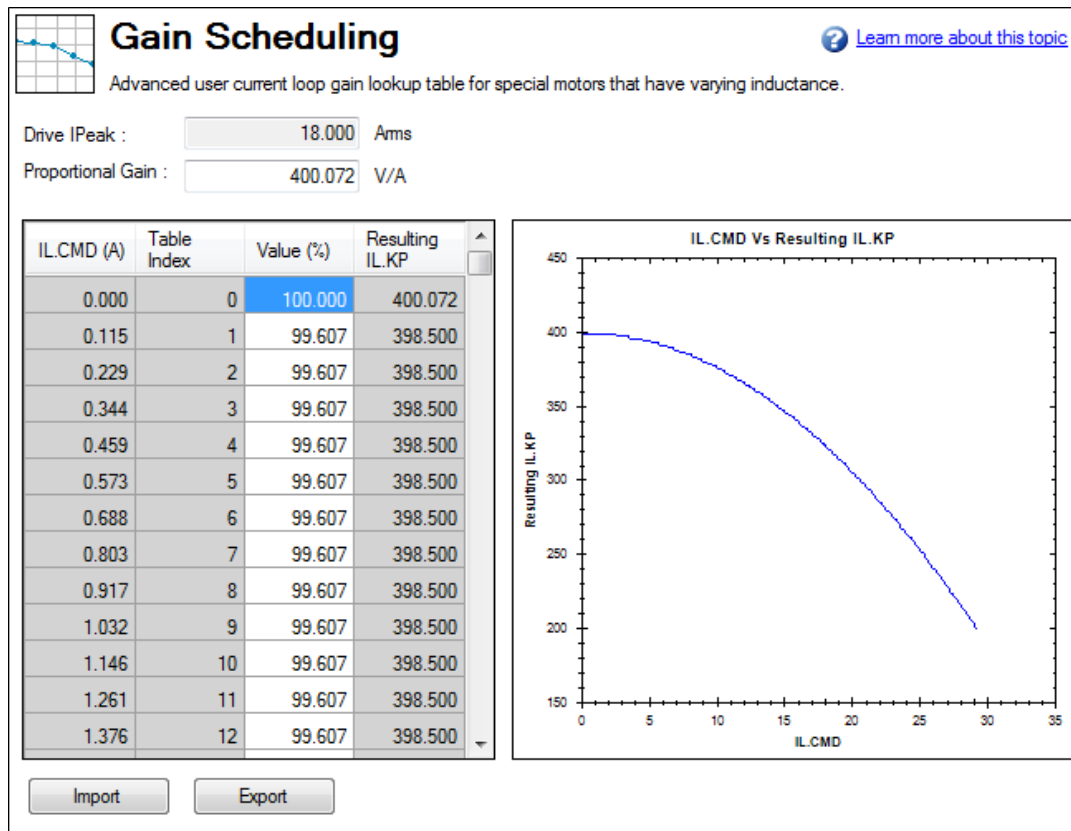 Gain Scheduling
Learn more about this topic
Advanced user current loop gain lookup table for special motors that have varying inductance.
Drive IPeak : 18.000 Arms
Proportional Gain : 400.072 V/A
IL.CMD (A) Table Index Value (%) Resulting IL.KP
0.000 0 100.000 400.072
0.115 1 99.607 398.500
0.229 2 99.607 398.500
0.344 3 99.607 398.500
0.459 4 99.607 398.500
0.573 5 99.607 398.500
0.688 6 99.607 398.500
0.803 7 99.607 398.500
0.917 8 99.607 398.500
1.032 9 99.607 398.500
1.146 10 99.607 398.500
1.261 11 99.607 398.500
1.376 12 99.607 398.500
IL.CMD Vs Resulting IL.KP
Resulting IL.KP
450
400
350
300
250
200
150
0 5 10 15 20 25 30 35
IL.CMD
Import Export